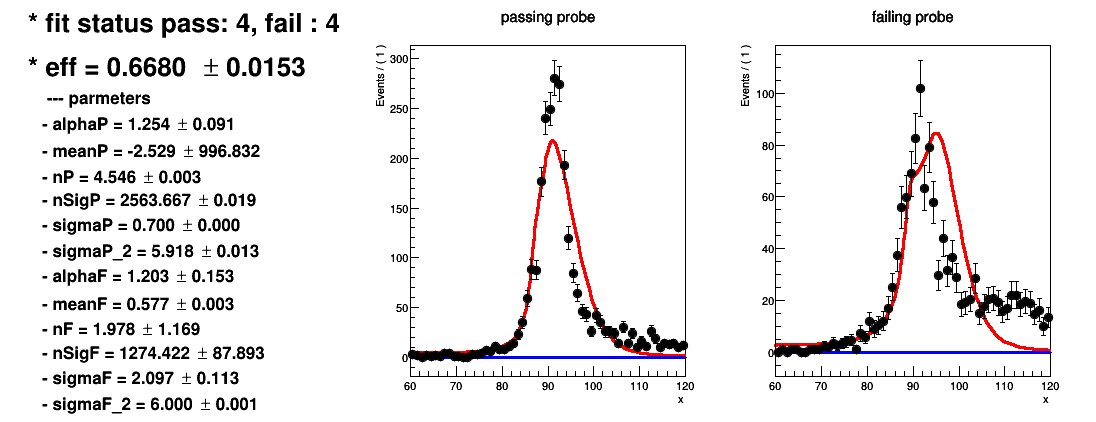 * fit status pass: 4, fail : 4
* eff = 0.6680 ± 0.0153
--- parmeters
- alphaP = 1.254 ± 0.091
- meanP = -2.529 ± 996.832
- nP = 4.546 ± 0.003
- nSigP = 2563.667 ± 0.019
- sigmaP = 0.700 ± 0.000
- sigmaP_2 = 5.918 ± 0.013
- alphaF = 1.203 ± 0.153
- meanF = 0.577 ± 0.003
- nF = 1.978 ± 1.169
- nSigF = 1274.422 ± 87.893
- sigmaF = 2.097 ± 0.113
- sigmaF_2 = 6.000 ± 0.001
passing probe
Events / ( 1 )
300
250
200
150
100
50
0
60 70 80 90 100 110 120
x
failing probe
Events / ( 1 )
100
80
60
40
20
0
60 70 80 90 100 110 120
x